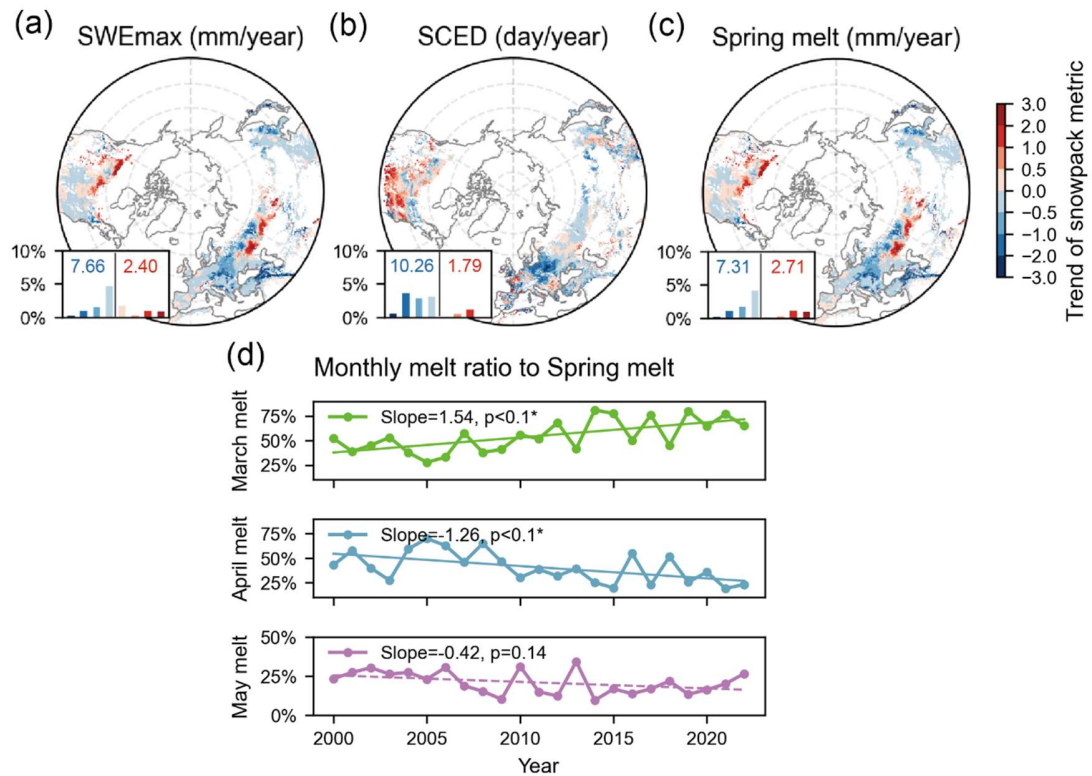 (a) SWEmax (mm/year)
(b) SCED (day/year)
(c) Spring melt (mm/year)
10%
5%
0%
7.66 2.40
10%
5%
0%
10.26 1.79
10%
5%
0%
7.31 2.71
3.0
2.0
1.0
0.5
0.0
−0.5
−1.0
−2.0
−3.0
Trend of snowpack metric
(d) Monthly melt ratio to Spring melt
March melt
75%
50%
25%
Slope=1.54, p<0.1*
April melt
75%
50%
25%
Slope=-1.26, p<0.1*
May melt
50%
25%
0%
Slope=-0.42, p=0.14
2000 2005 2010 2015 2020
Year